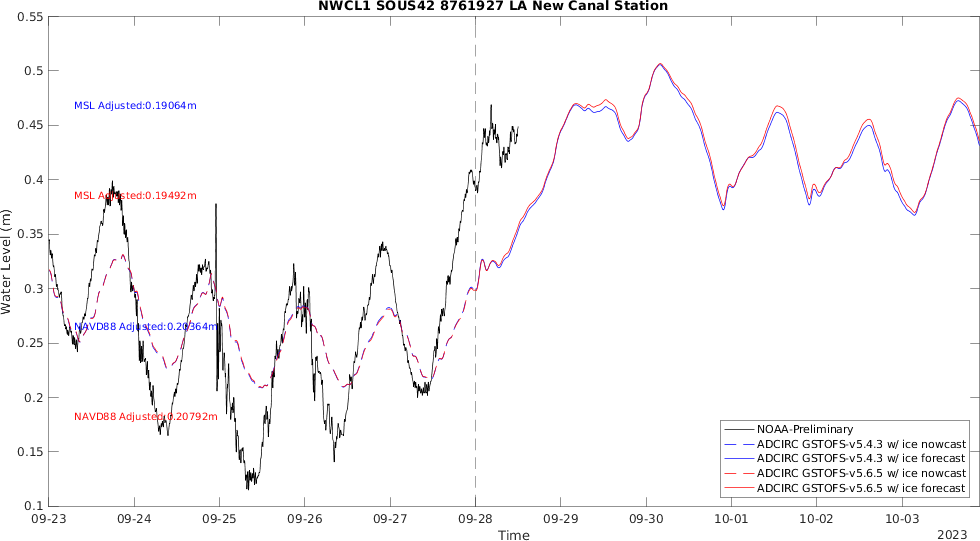 NWCL1 SOUS42 8761927 LA New Canal Station
0.55
0.5
0.45
0.4
0.35
0.3
0.25
0.2
0.15
0.1
Water Level (m)
MSL Adjusted:0.19064m
MSL Adjusted:0.19492m
NAVD88 Adjusted:0.20364m
NAVD88 Adjusted:0.20792m
NOAA-Preliminary
ADCIRC GSTOFS-v5.4.3 w/ ice nowcast
ADCIRC GSTOFS-v5.4.3 w/ ice forecast
ADCIRC GSTOFS-v5.6.5 w/ ice nowcast
ADCIRC GSTOFS-v5.6.5 w/ ice forecast
09-23 09-24 09-25 09-26 09-27 09-28 09-29 09-30 10-01 10-02 10-03
Time
2023